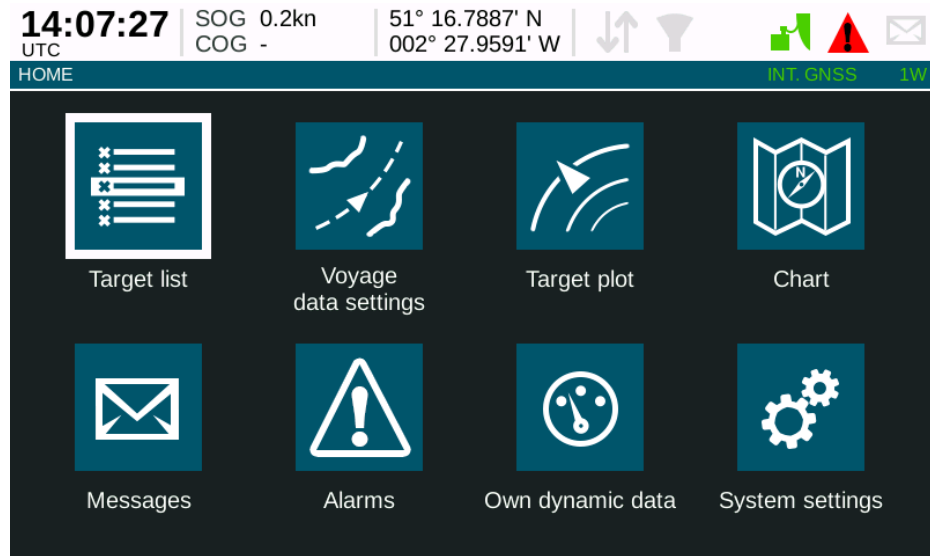 14:07:27
UTC
SOG 0.2kn
COG -
51° 16.7887' N
002° 27.9591' W
HOME
INT. GNSS 1W
N
Target list
Voyage
data settings
Target plot
Chart
Messages
Alarms
Own dynamic data
System settings